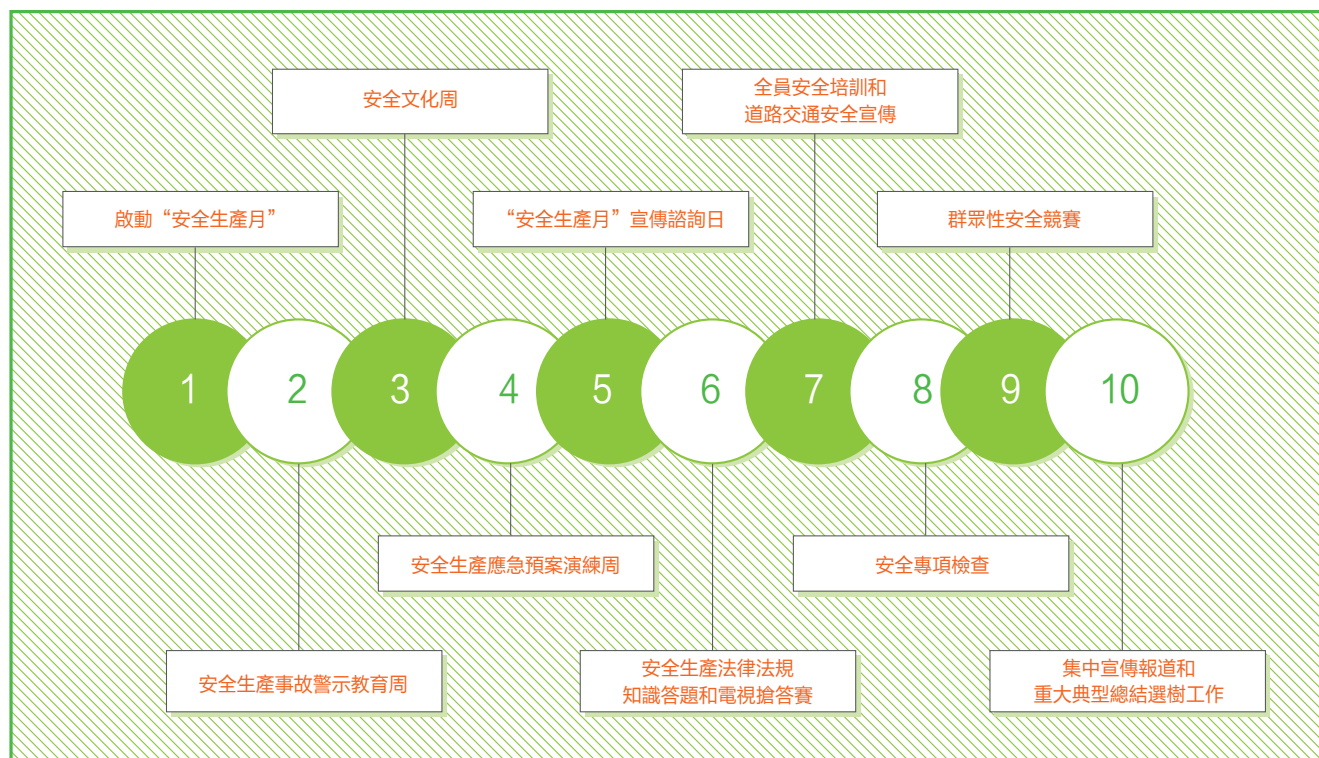 安全文化周
全員安全培訓和
道路交通安全宣傳
啟動“安全生產月”
“安全生產月”宣傳諮詢日
群眾性安全競賽
1
2
3
4
5
6
7
8
9
10
安全生產應急預案演練周
安全專項檢查
安全生產事故警示教育周
安全生產法律法規
知識答題和電視搶答賽
集中宣傳報道和
重大典型總結選樹工作